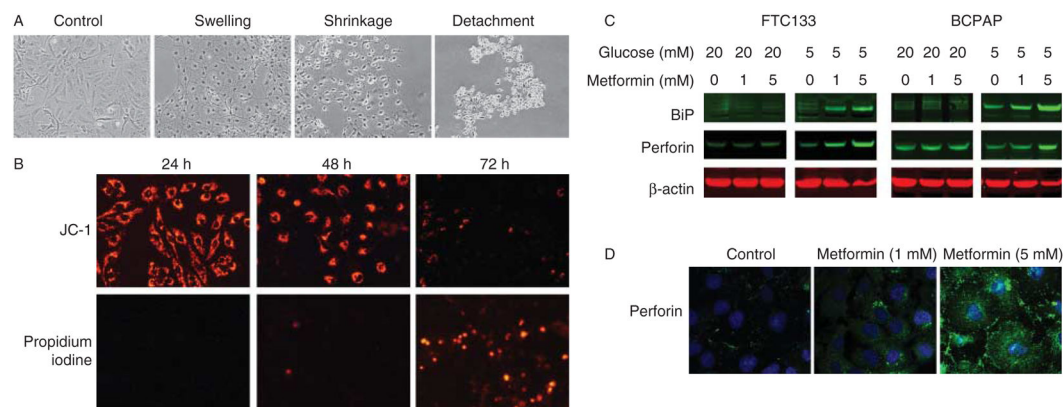 A
Control Swelling Shrinkage Detachment
B
24 h 48 h 72 h
JC-1
Propidium
iodine
C
FTC133 BCPAP
Glucose (mM) 20 20 20 5 5 5 20 20 20 5 5 5
Metformin (mM) 0 1 5 0 1 5 0 1 5 0 1 5
BiP
Perforin
β-actin
D
Control Metformin (1 mM) Metformin (5 mM)
Perforin